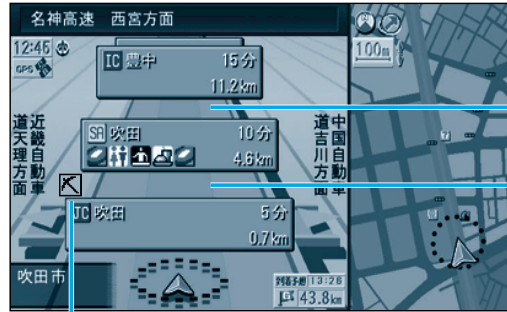 名神高速 西宮方面
12:46
GPS
100m
IC 豊中 15分
11.2km
SA 吹田 10分
4.6km
JC 吹田 5分
0.7km
近畿自動車
道天理方面
中国自動車
道吉川方面
吹田市
到着予想 13:26
43.8km